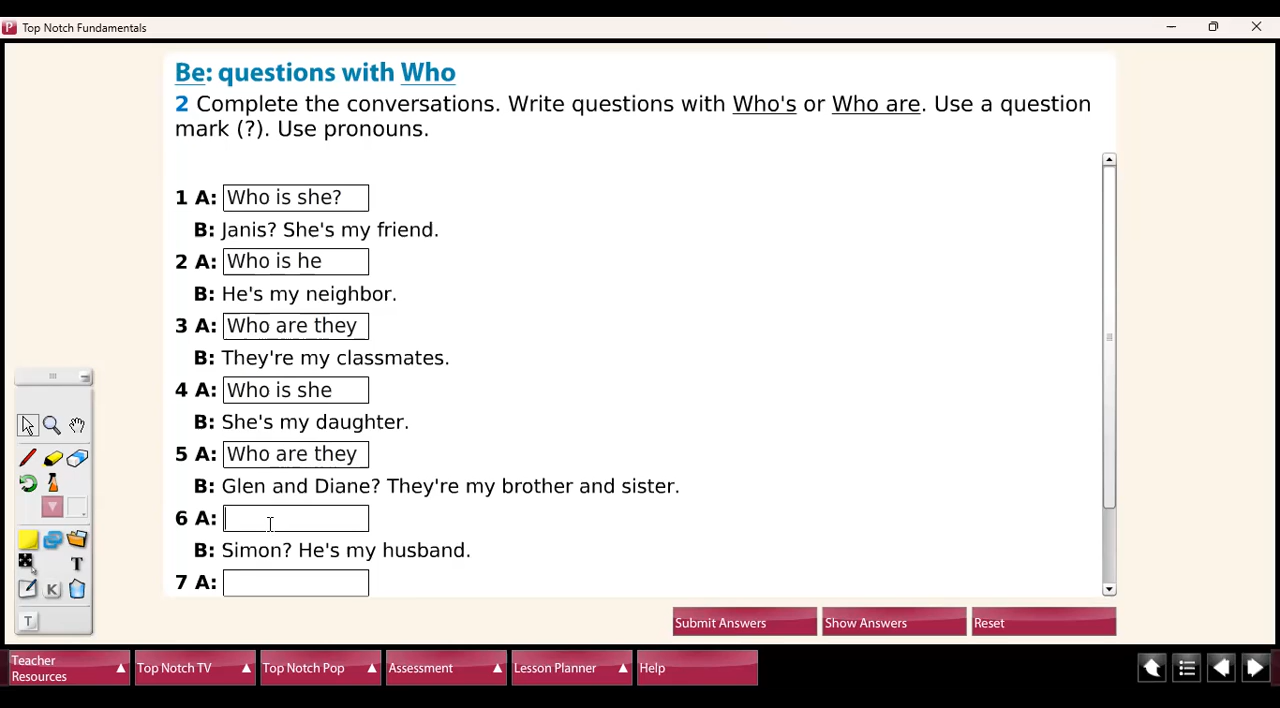 Top Notch Fundamentals
Be: questions with Who
2 Complete the conversations. Write questions with Who's or Who are. Use a question
mark (?). Use pronouns.
1 A: Who is she?
B: Janis? She's my friend.
2 A: Who is he
B: He's my neighbor.
3 A: Who are they
B: They're my classmates.
4 A: Who is she
B: She's my daughter.
5 A: Who are they
B: Glen and Diane? They're my brother and sister.
6 A:
B: Simon? He's my husband.
7 A:
T
K
T
Submit Answers
Show Answers
Reset
Teacher
Resources
Top Notch TV
Top Notch Pop
Assessment
Lesson Planner
Help